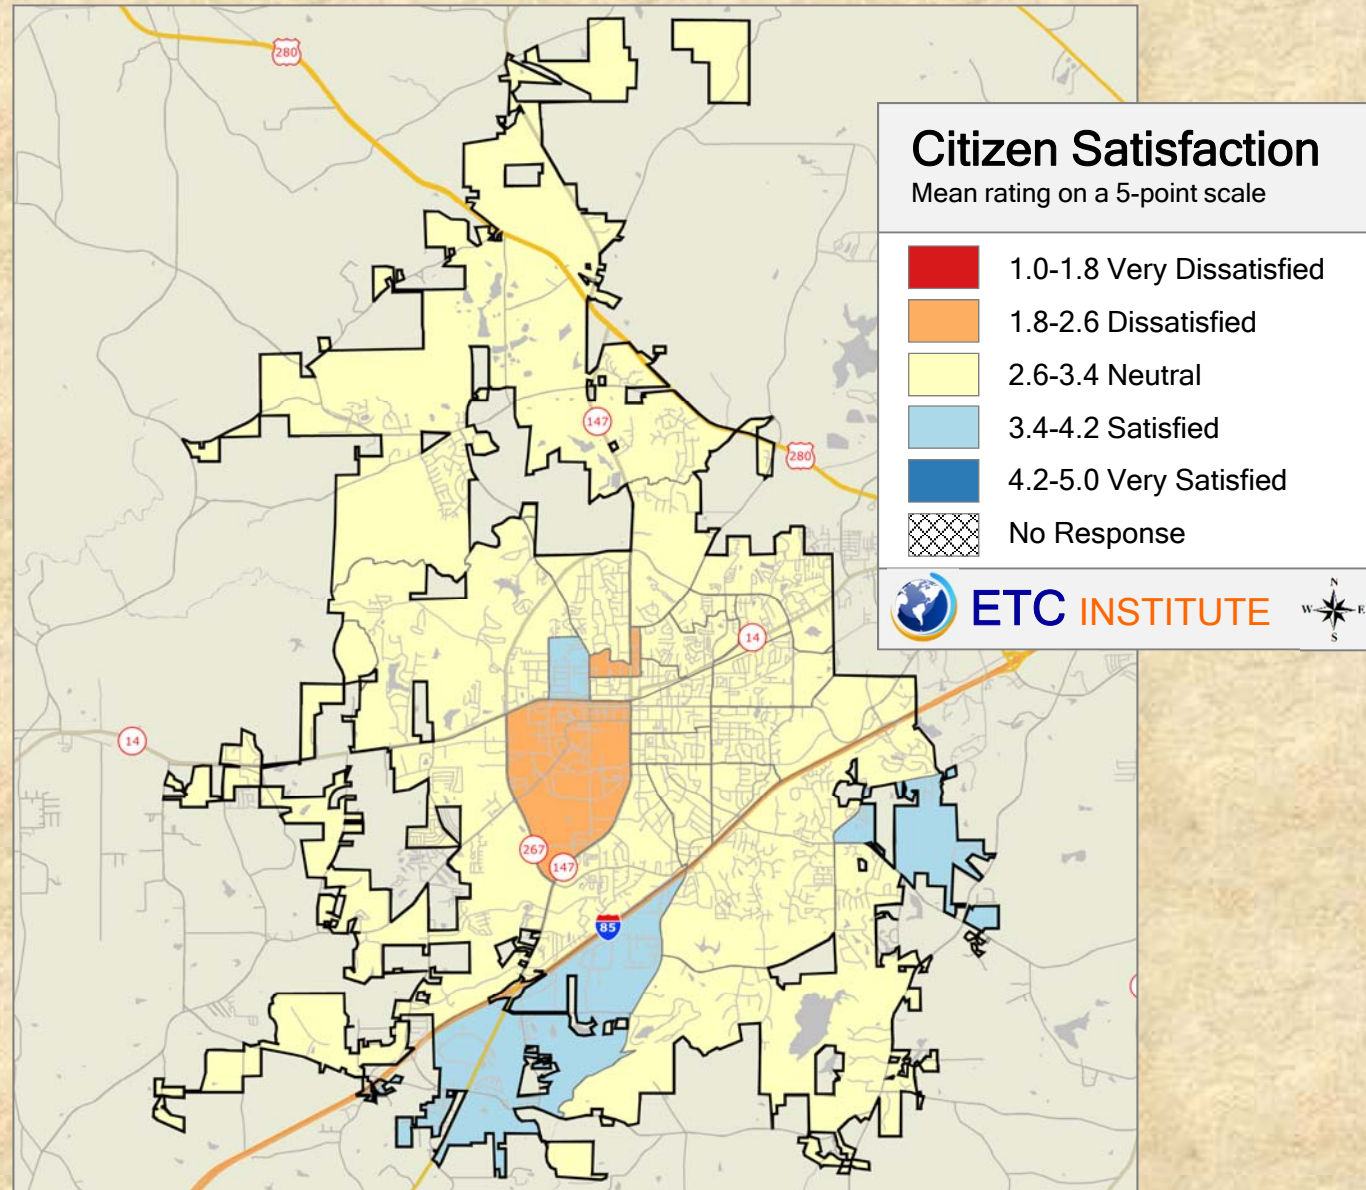 280
Citizen Satisfaction
Mean rating on a 5-point scale
1.0-1.8 Very Dissatisfied
1.8-2.6 Dissatisfied
2.6-3.4 Neutral
3.4-4.2 Satisfied
4.2-5.0 Very Satisfied
No Response
ETC INSTITUTE
N
W E
S
147
280
14
14
267
147
85